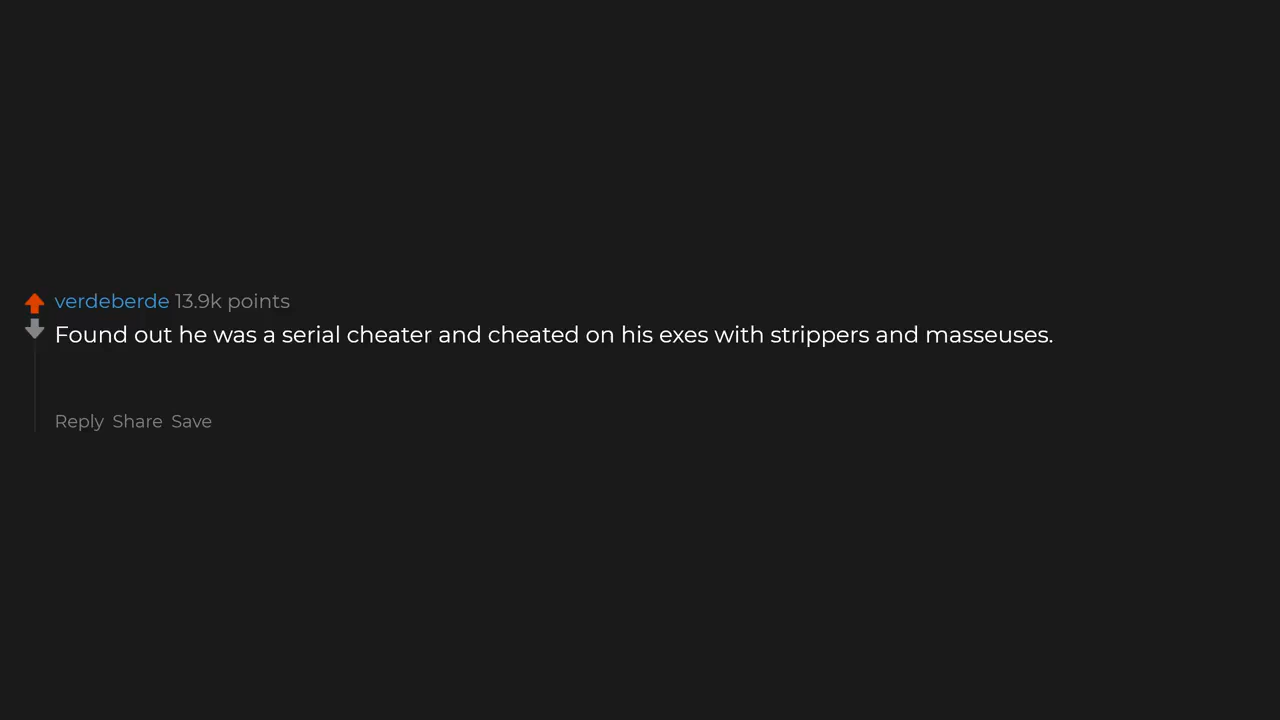 verdeberde 13.9k points
Found out he was a serial cheater and cheated on his exes with strippers and masseuses.
Reply Share Save